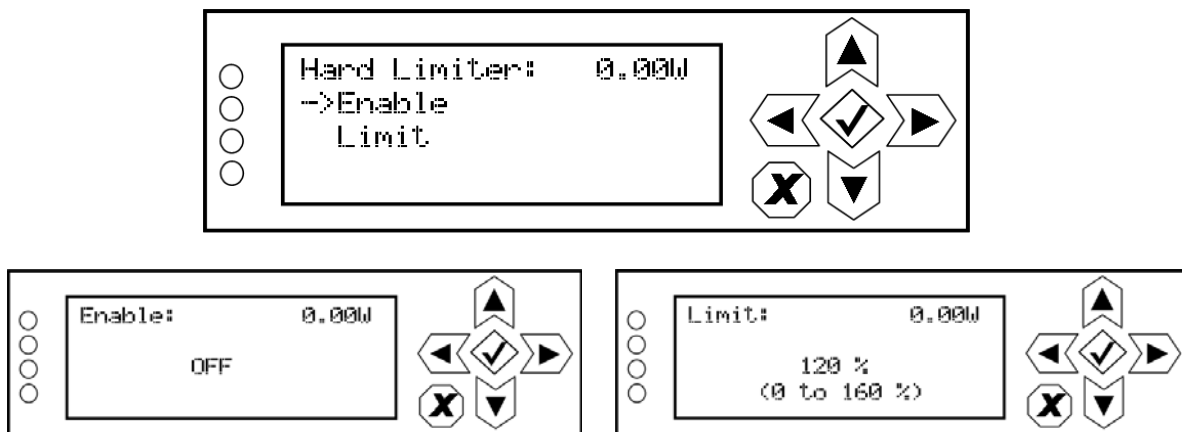 Hard Limiter: 0.00W
->Enable
Limit
Enable: 0.00W
OFF
Limit: 0.00W
120 %
(0 to 160 %)